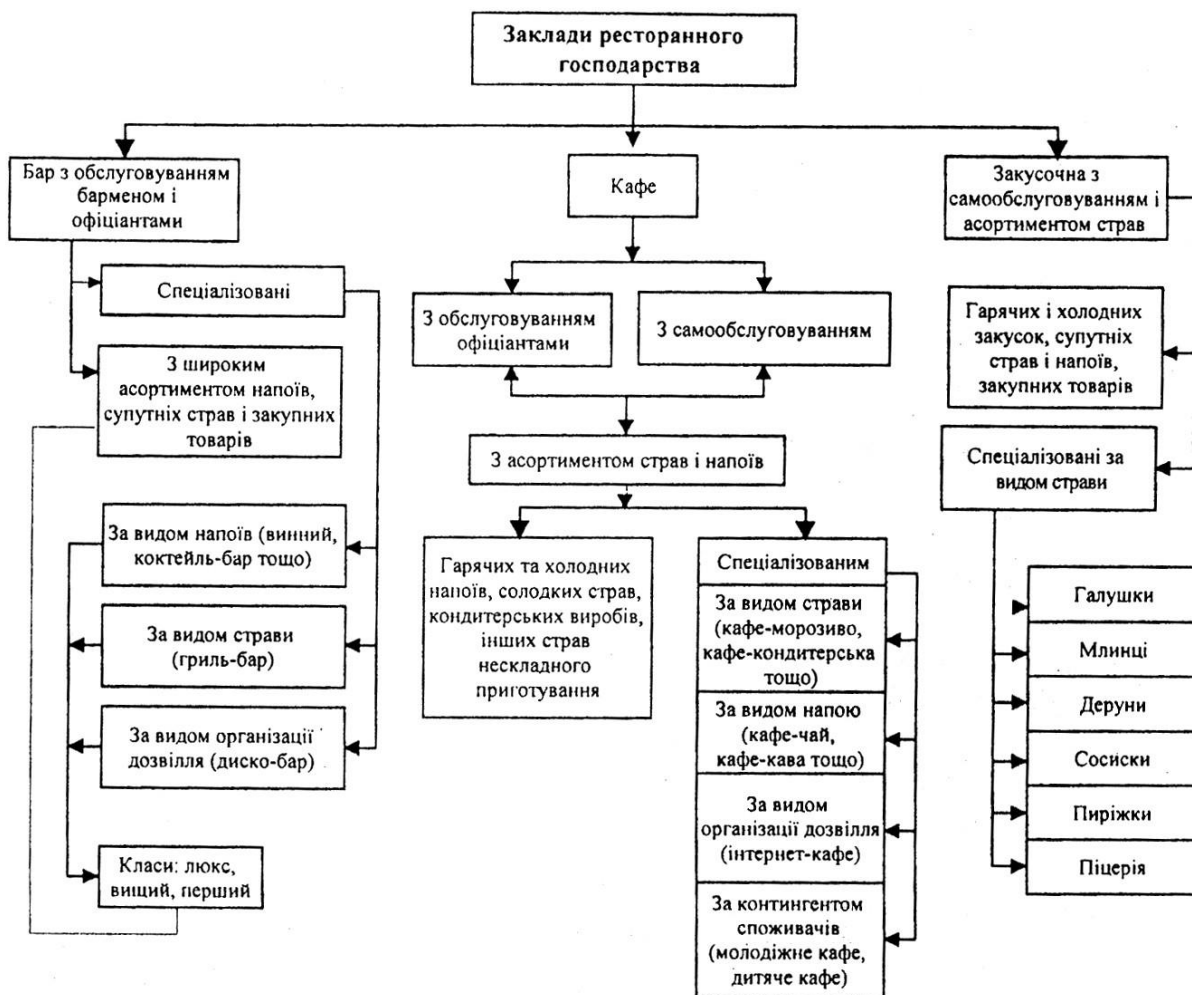 Заклади ресторанного
господарства
Бар з обслуговуванням
барменом і
офіціантами
Кафе
Закусочна з
самообслуговуванням і
асортиментом страв
Спеціалізовані
З широким
асортиментом напоїв,
супутніх страв і закупних
товарів
За видом напоїв (винний,
коктейль-бар тощо)
За видом страви
(гриль-бар)
За видом організації
дозвілля (диско-бар)
Класи: люкс,
вищий, перший
З обслуговуванням
офіціантами
З самообслуговуванням
З асортиментом страв і напоїв
Гарячих та холодних
напоїв, солодких страв,
кондитерських виробів,
інших страв
нескладного
приготування
Спеціалізованим
За видом страви
(кафе-морозиво,
кафе-кондитерська
тощо)
За видом напою
(кафе-чай,
кафе-кава тощо)
За видом
організації дозвілля
(інтернет-кафе)
За контингентом
споживачів
(молодіжне кафе,
дитяче кафе)
Гарячих і холодних
закусок, супутніх
страв і напоїв,
закупних товарів
Спеціалізовані за
видом страви
Галушки
Млинці
Деруни
Сосиски
Пиріжки
Піцерія